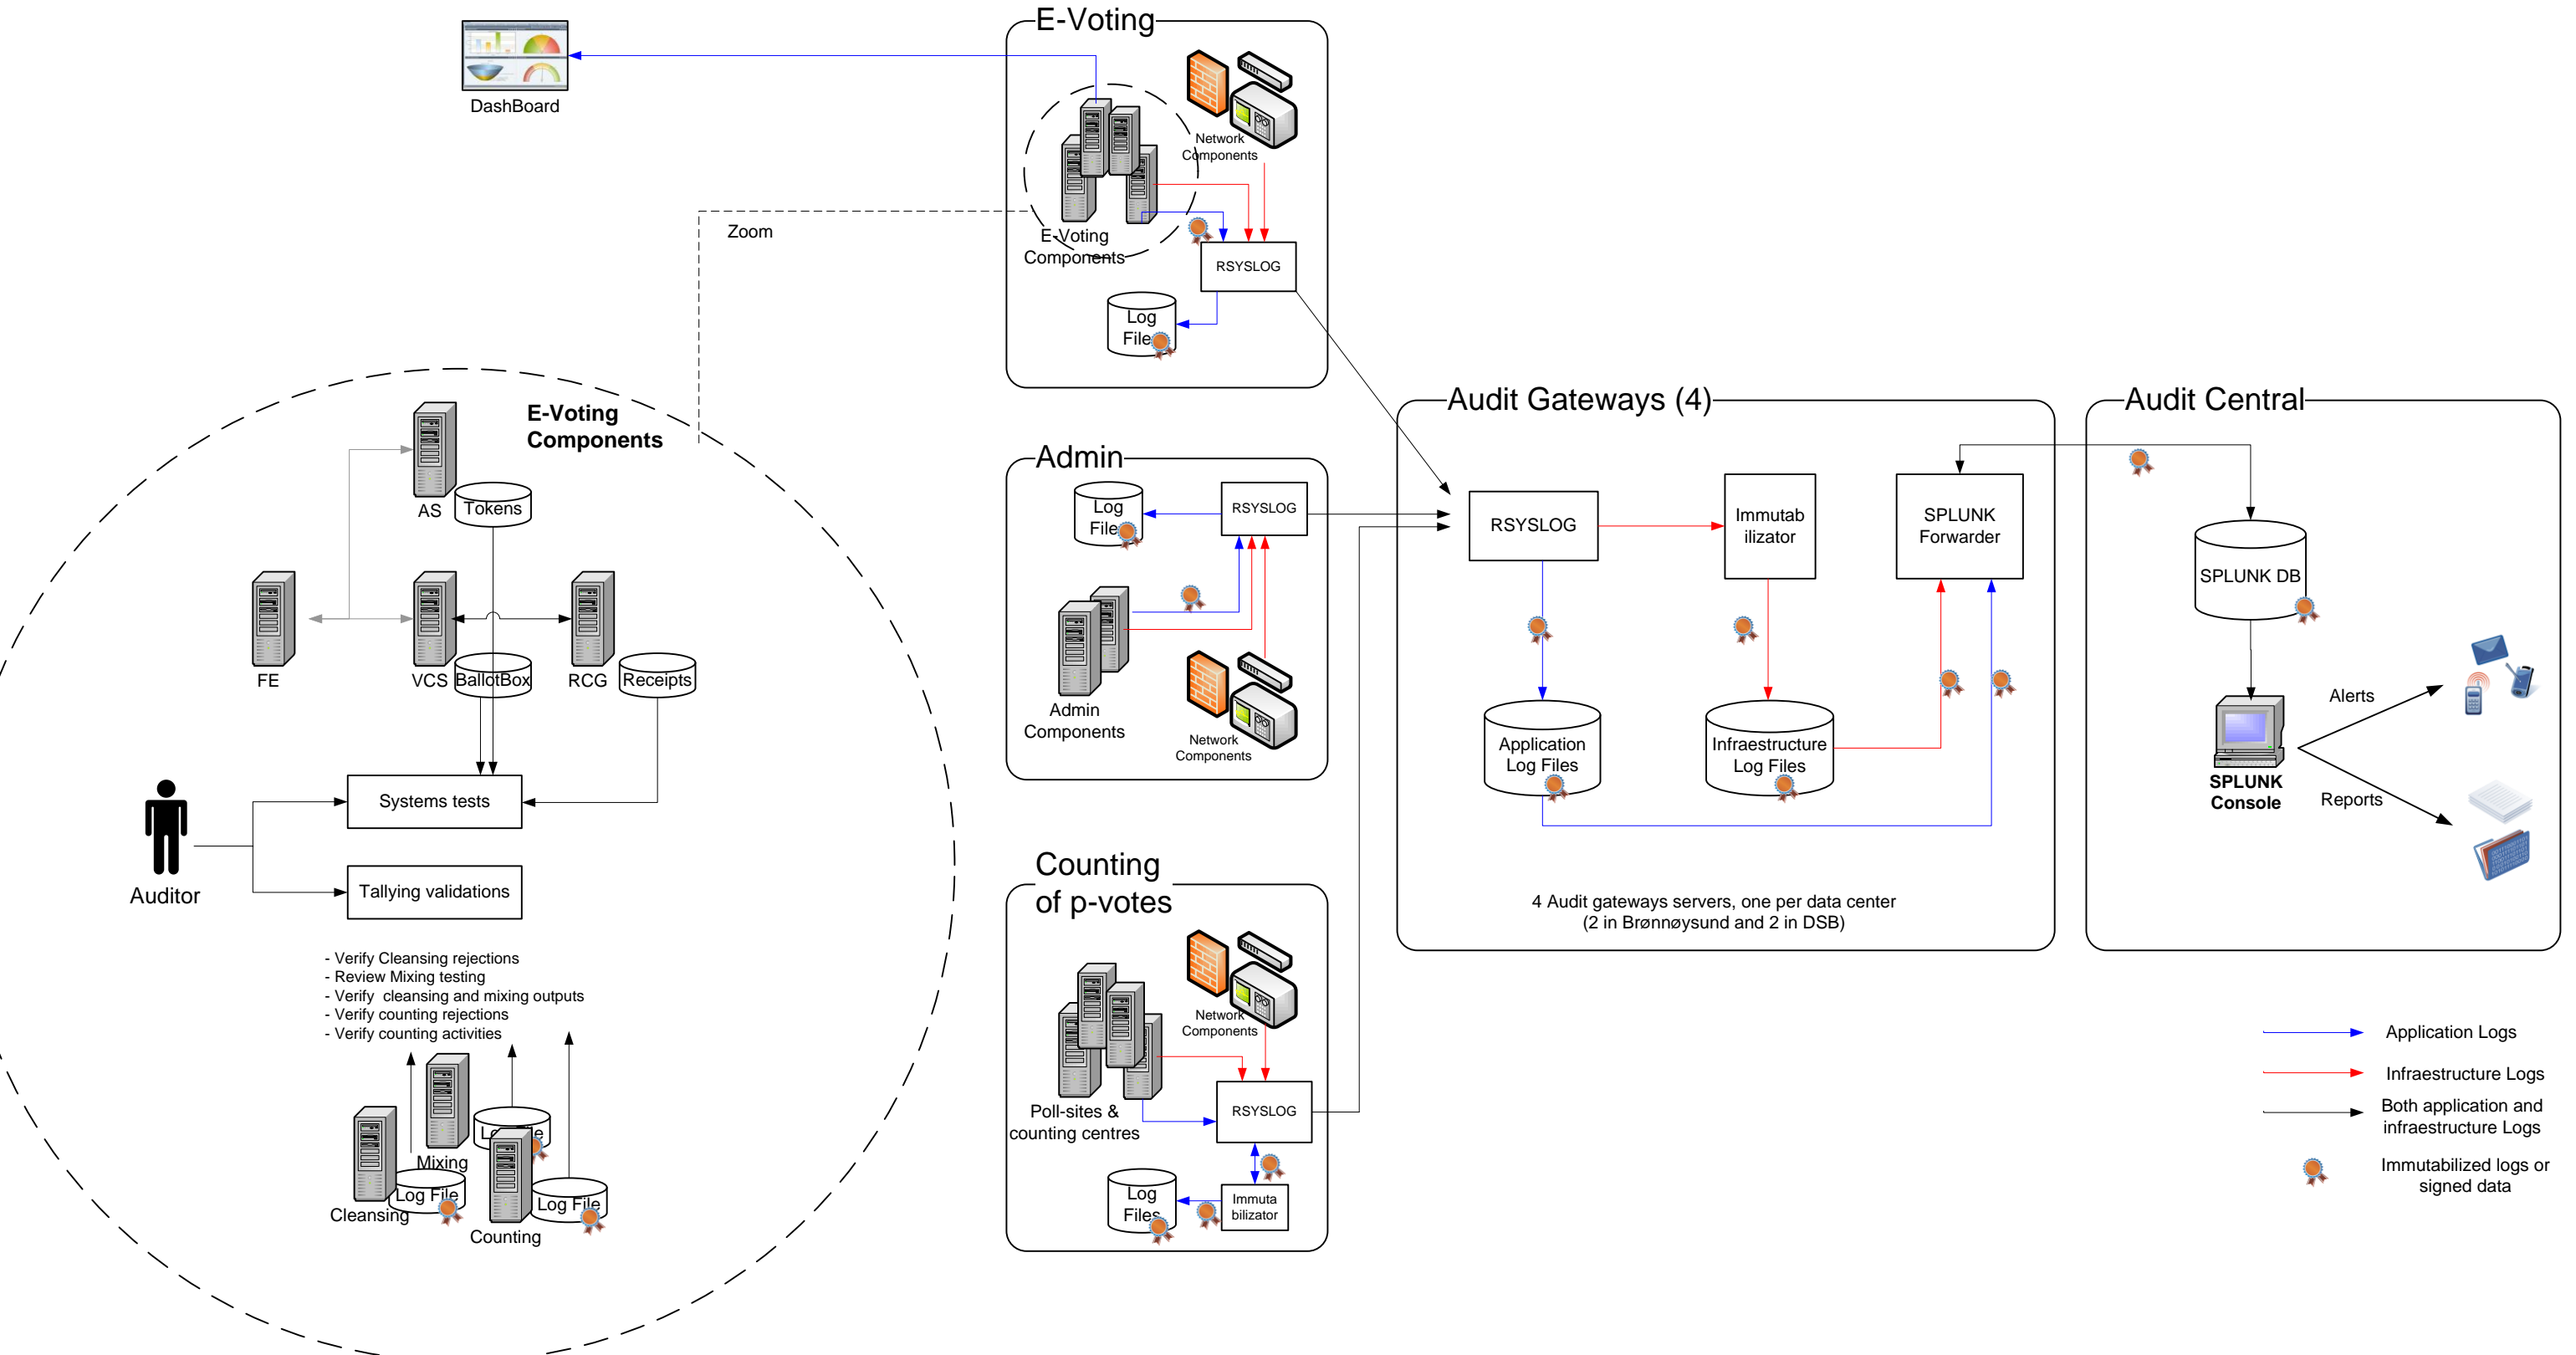 E-Voting
DashBoard
Network
Components
E-Voting
Components
RSYSLOG
Log
File
Zoom
E-Voting
Components
AS
Tokens
FE
VCS
BallotBox
RCG
Receipts
Systems tests
Tallying validations
Auditor
- Verify Cleansing rejections
- Review Mixing testing
- Verify  cleansing and mixing outputs
- Verify counting rejections
- Verify counting activities
Mixing
Log File
Cleansing
Log File
Counting
Log File
Admin
Log
File
RSYSLOG
Admin
Components
Network
Components
Counting
of p-votes
Network
Components
Poll-sites &
counting centres
RSYSLOG
Log
Files
Immuta
bilizator
Audit Gateways (4)
RSYSLOG
Immutab
ilizator
SPLUNK
Forwarder
Application
Log Files
Infraestructure
Log Files
4 Audit gateways servers, one per data center
(2 in Brønnøysund and 2 in DSB)
Audit Central
SPLUNK DB
SPLUNK
Console
Alerts
Reports
Application Logs
Infraestructure Logs
Both application and
infraestructure Logs
Immutabilized logs or
signed data